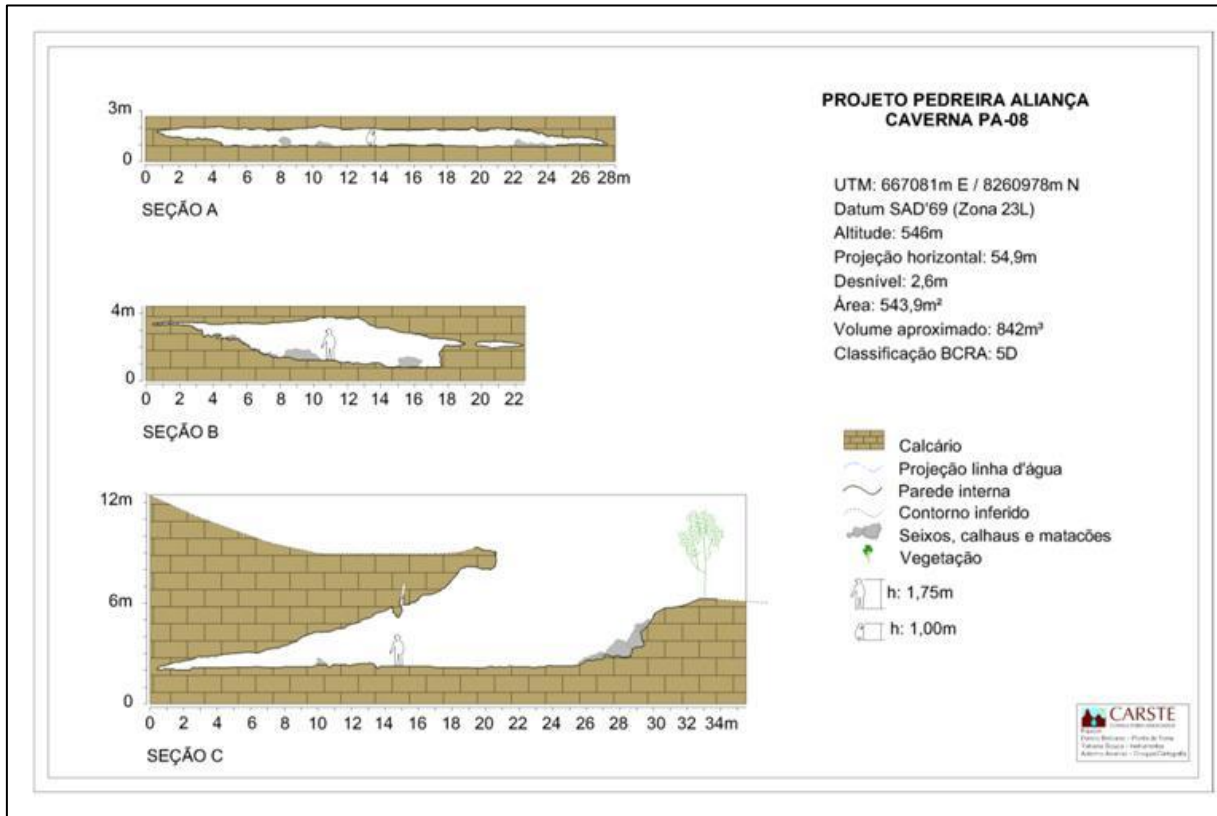 3m
0
0 2 4 6 8 10 12 14 16 18 20 22 24 26 28m
SEÇÃO A
4m
0
0 2 4 6 8 10 12 14 16 18 20 22
SEÇÃO B
12m
6m
0
0 2 4 6 8 10 12 14 16 18 20 22 24 26 28 30 32 34m
SEÇÃO C
PROJETO PEDREIRA ALIANÇA
CAVERNA PA-08
UTM: 667081m E / 8260978m N
Datum SAD'69 (Zona 23L)
Altitude: 546m
Projeção horizontal: 54,9m
Desnível: 2,6m
Área: 543,9m²
Volume aproximado: 842m³
Classificação BCRA: 5D
Calcário
Projeção linha d'água
Parede interna
Contorno inferido
Seixos, calhaus e matacões
Vegetação
h: 1,75m
h: 1,00m
CARSTE